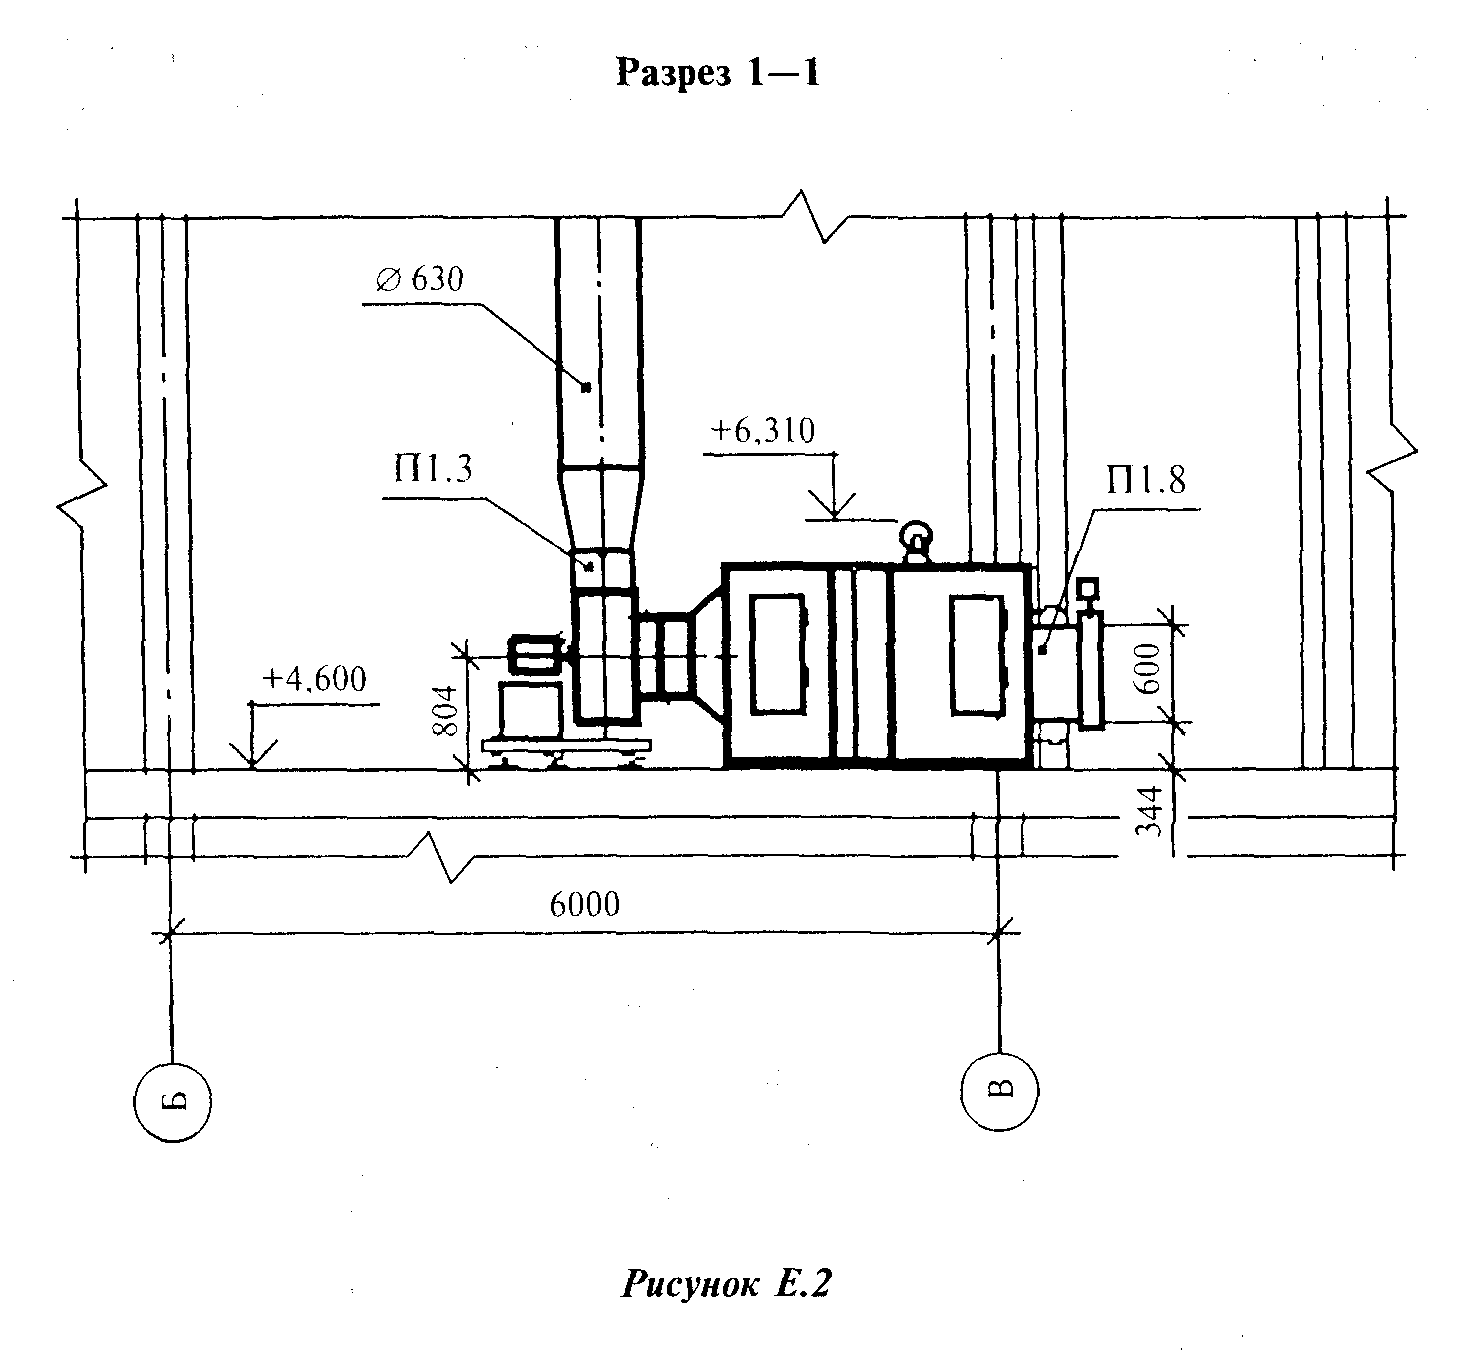 Разрез 1—1
∅ 630
+6,310
П1.3
П1.8
+4,600
804
600
344
6000
Б
В
Рисунок Е.2